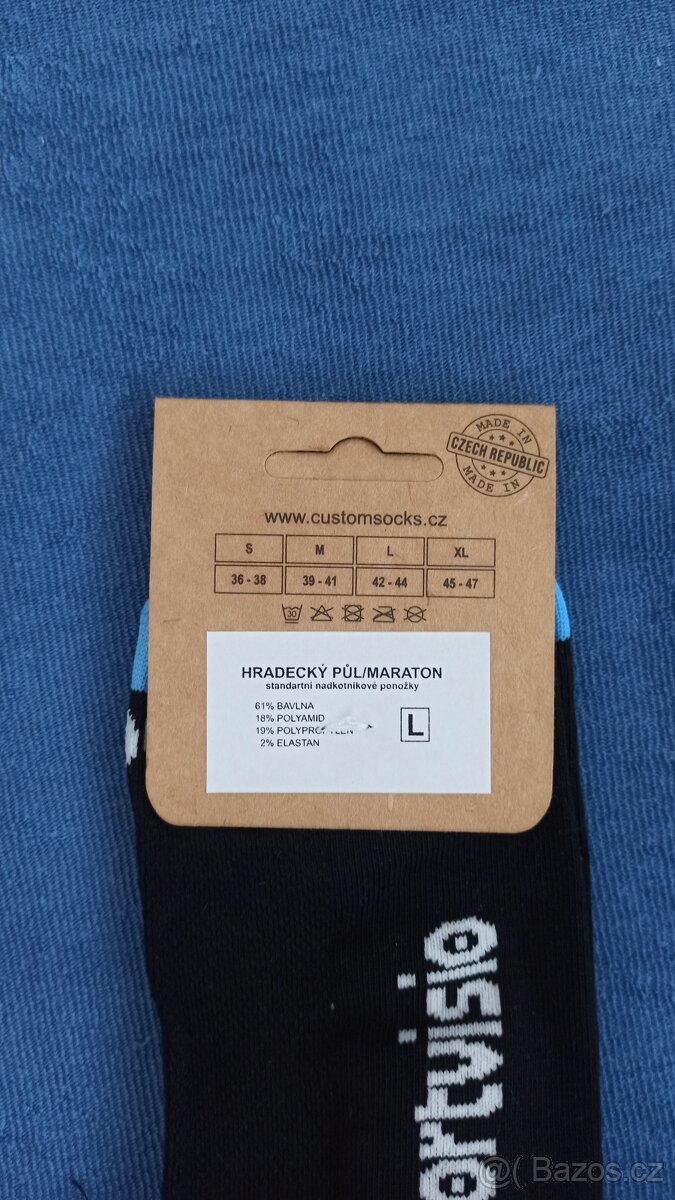 MADE IN
CZECH REPUBLIC
MADE IN
www.customsocks.cz
S M L XL
36 - 38 39 - 41 42 - 44 45 - 47
30
HRADECKÝ PŮL/MARATON
standartní nadkotníkové ponožky
61% BAVLNA
18% POLYAMID
19%
2% ELASTAN
L
ortvisio
@( Bazos.cz